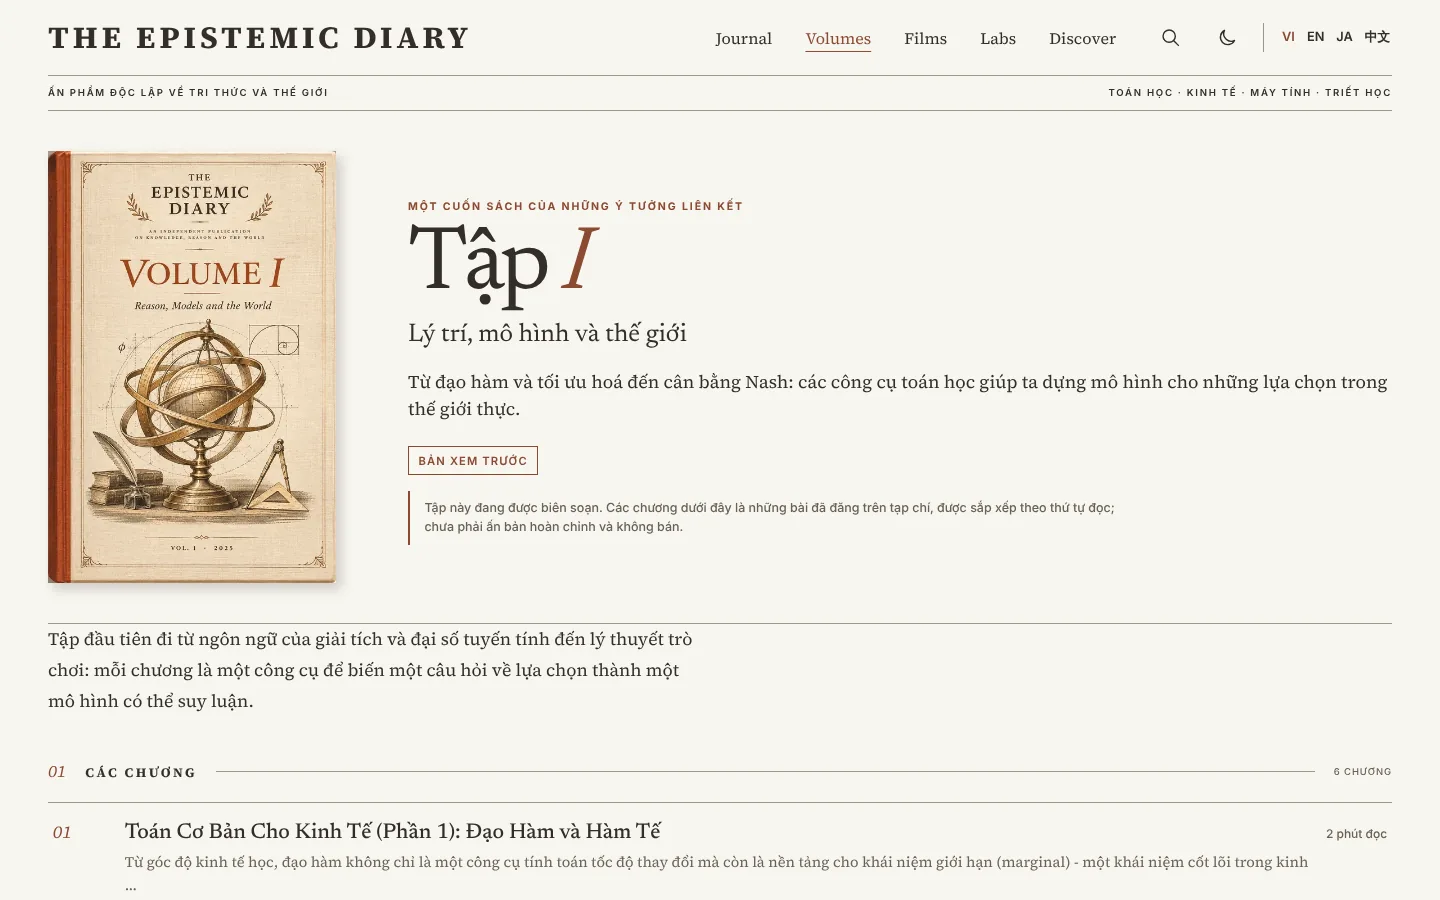 THE EPISTEMIC DIARY
Journal Volumes Films Labs Discover VI EN JA 中文
ẤN PHẨM ĐỘC LẬP VỀ TRI THỨC VÀ THẾ GIỚI
TOÁN HỌC · KINH TẾ · MÁY TÍNH · TRIẾT HỌC
THE
EPISTEMIC
DIARY
AN INDEPENDENT PUBLICATION
ON KNOWLEDGE, REASON AND THE WORLD
VOLUME I
Reason, Models and the World
φ
VOL. I · 2025
MỘT CUỐN SÁCH CỦA NHỮNG Ý TƯỞNG LIÊN KẾT
Tập I
Lý trí, mô hình và thế giới
Từ đạo hàm và tối ưu hoá đến cân bằng Nash: các công cụ toán học giúp ta dựng mô hình cho những lựa chọn trong
thế giới thực.
BẢN XEM TRƯỚC
Tập này đang được biên soạn. Các chương dưới đây là những bài đã đăng trên tạp chí, được sắp xếp theo thứ tự đọc;
chưa phải ấn bản hoàn chỉnh và không bán.
Tập đầu tiên đi từ ngôn ngữ của giải tích và đại số tuyến tính đến lý thuyết trò
chơi: mỗi chương là một công cụ để biến một câu hỏi về lựa chọn thành một
mô hình có thể suy luận.
01 CÁC CHƯƠNG 6 CHƯƠNG
01 Toán Cơ Bản Cho Kinh Tế (Phần 1): Đạo Hàm và Hàm Tế 2 phút đọc
Từ góc độ kinh tế học, đạo hàm không chỉ là một công cụ tính toán tốc độ thay đổi mà còn là nền tảng cho khái niệm giới hạn (marginal) - một khái niệm cốt lõi trong kinh
...